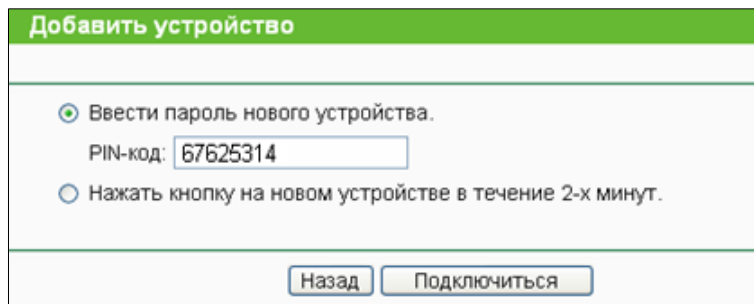 Добавить устройство
Ввести пароль нового устройства.
PIN-код: 67625314
Нажать кнопку на новом устройстве в течение 2-х минут.
Назад Подключиться